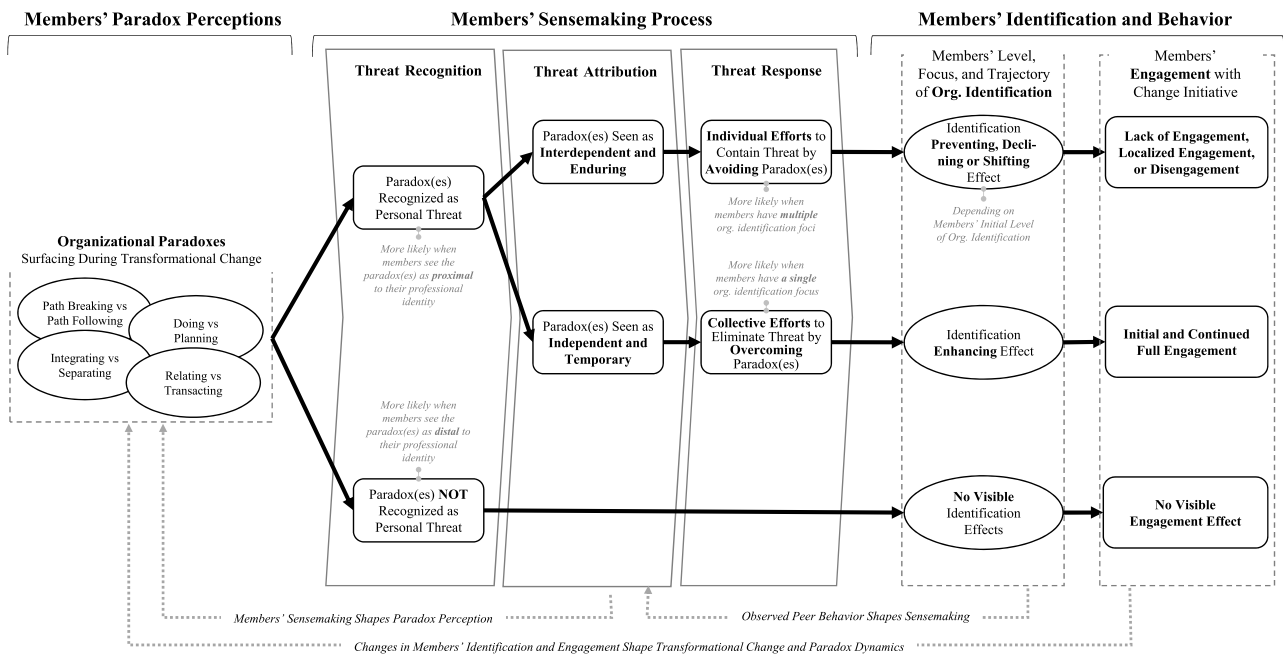 Members' Paradox Perceptions
Members' Sensemaking Process
Members' Identification and Behavior
Threat Recognition
Threat Attribution
Threat Response
Members' Level,
Focus, and Trajectory
of Org. Identification
Members'
Engagement with
Change Initiative
Paradox(es) Seen as
Interdependent and
Enduring
Individual Efforts to
Contain Threat by
Avoiding Paradox(es)
Identification
Preventing, Decli-
ning or Shifting
Effect
Lack of Engagement,
Localized Engagement,
or Disengagement
Paradox(es)
Recognized as
Personal Threat
More likely when
members have multiple
org. identification foci
Depending on
Members' Initial Level
of Org. Identification
Organizational Paradoxes
Surfacing During Transformational Change
More likely when
members see the
paradox(es) as proximal
to their professional
identity
More likely when
members have a single
org. identification focus
Path Breaking vs
Path Following
Doing vs
Planning
Integrating vs
Separating
Relating vs
Transacting
Paradox(es) Seen as
Independent and
Temporary
Collective Efforts to
Eliminate Threat by
Overcoming
Paradox(es)
Identification
Enhancing Effect
Initial and Continued
Full Engagement
More likely when
members see the
paradox(es) as distal to
their professional
identity
Paradox(es) NOT
Recognized as
Personal Threat
No Visible
Identification
Effects
No Visible
Engagement Effect
Members' Sensemaking Shapes Paradox Perception
Observed Peer Behavior Shapes Sensemaking
Changes in Members' Identification and Engagement Shape Transformational Change and Paradox Dynamics